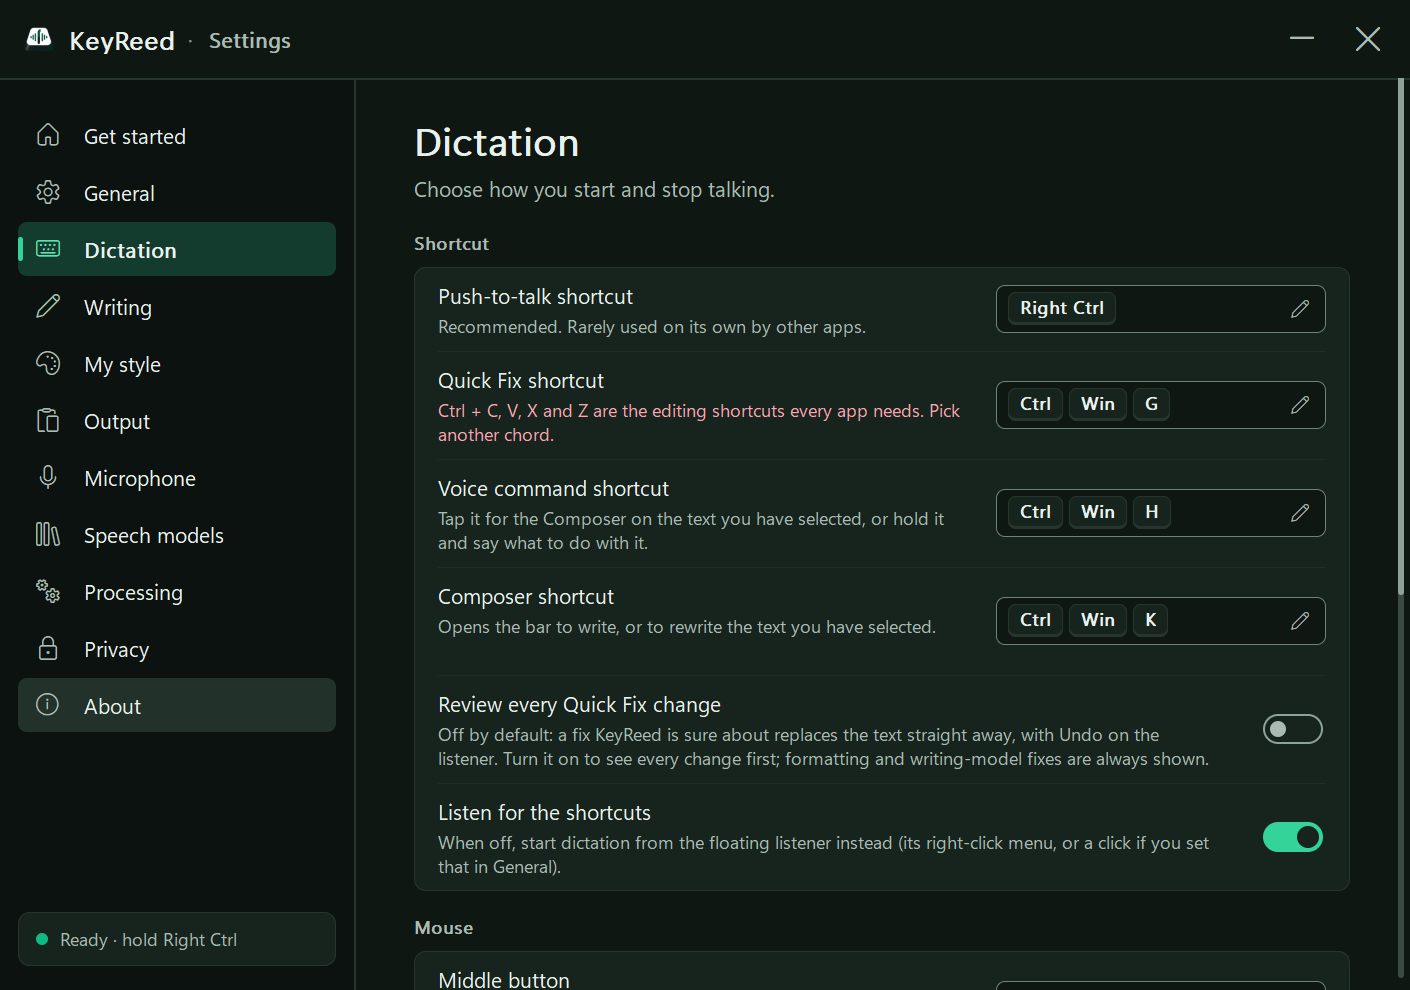 KeyReed · Settings
Get started
General
Dictation
Writing
My style
Output
Microphone
Speech models
Processing
Privacy
About
Ready · hold Right Ctrl
Dictation
Choose how you start and stop talking.
Shortcut
Push-to-talk shortcut
Recommended. Rarely used on its own by other apps.
Right Ctrl
Quick Fix shortcut
Ctrl + C, V, X and Z are the editing shortcuts every app needs. Pick
another chord.
Ctrl Win G
Voice command shortcut
Tap it for the Composer on the text you have selected, or hold it
and say what to do with it.
Ctrl Win H
Composer shortcut
Opens the bar to write, or to rewrite the text you have selected.
Ctrl Win K
Review every Quick Fix change
Off by default: a fix KeyReed is sure about replaces the text straight away, with Undo on the
listener. Turn it on to see every change first; formatting and writing-model fixes are always shown.
Listen for the shortcuts
When off, start dictation from the floating listener instead (its right-click menu, or a click if you set
that in General).
Mouse
Middle button